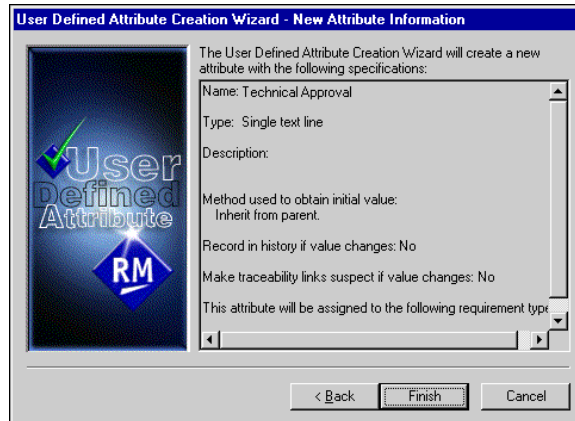 User Defined Attribute Creation Wizard - New Attribute Information
The User Defined Attribute Creation Wizard will create a new
attribute with the following specifications:
Name: Technical Approval
Type: Single text line
Description:
Method used to obtain initial value:
Inherit from parent.
Record in history if value changes: No
Make traceability links suspect if value changes: No
This attribute will be assigned to the following requirement type
User
Defined
Attribute
RM
< Back
Finish
Cancel